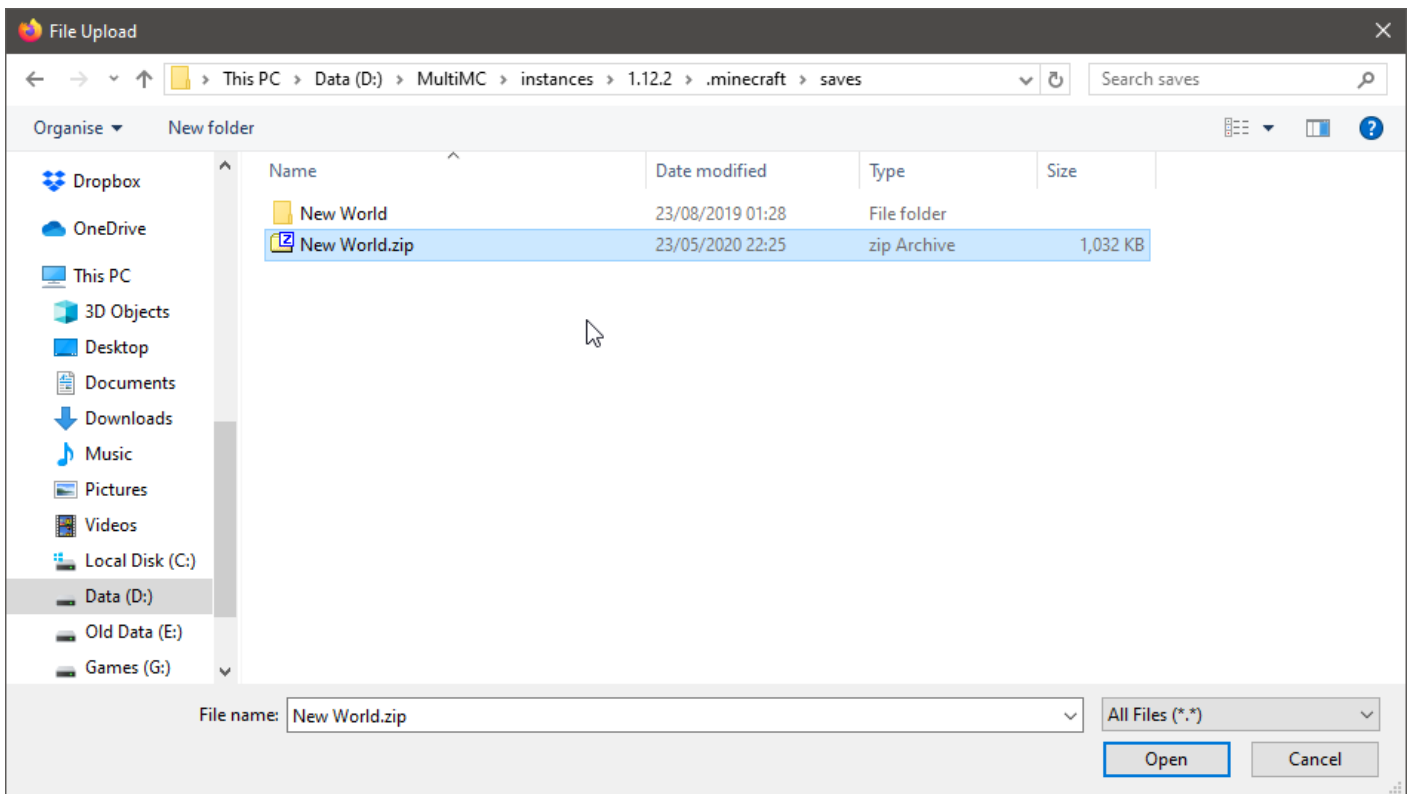 File Upload
This PC > Data (D:) > MultiMC > instances > 1.12.2 > .minecraft > saves
Search saves
Organise
New folder
?
Name
Date modified
Type
Size
New World 23/08/2019 01:28 File folder
New World.zip 23/05/2020 22:25 zip Archive 1,032 KB
Dropbox
OneDrive
This PC
3D Objects
Desktop
Documents
Downloads
Music
Pictures
Videos
Local Disk (C:)
Data (D:)
Old Data (E:)
Games (G:)
File name: New World.zip
All Files (*.*)
Open
Cancel